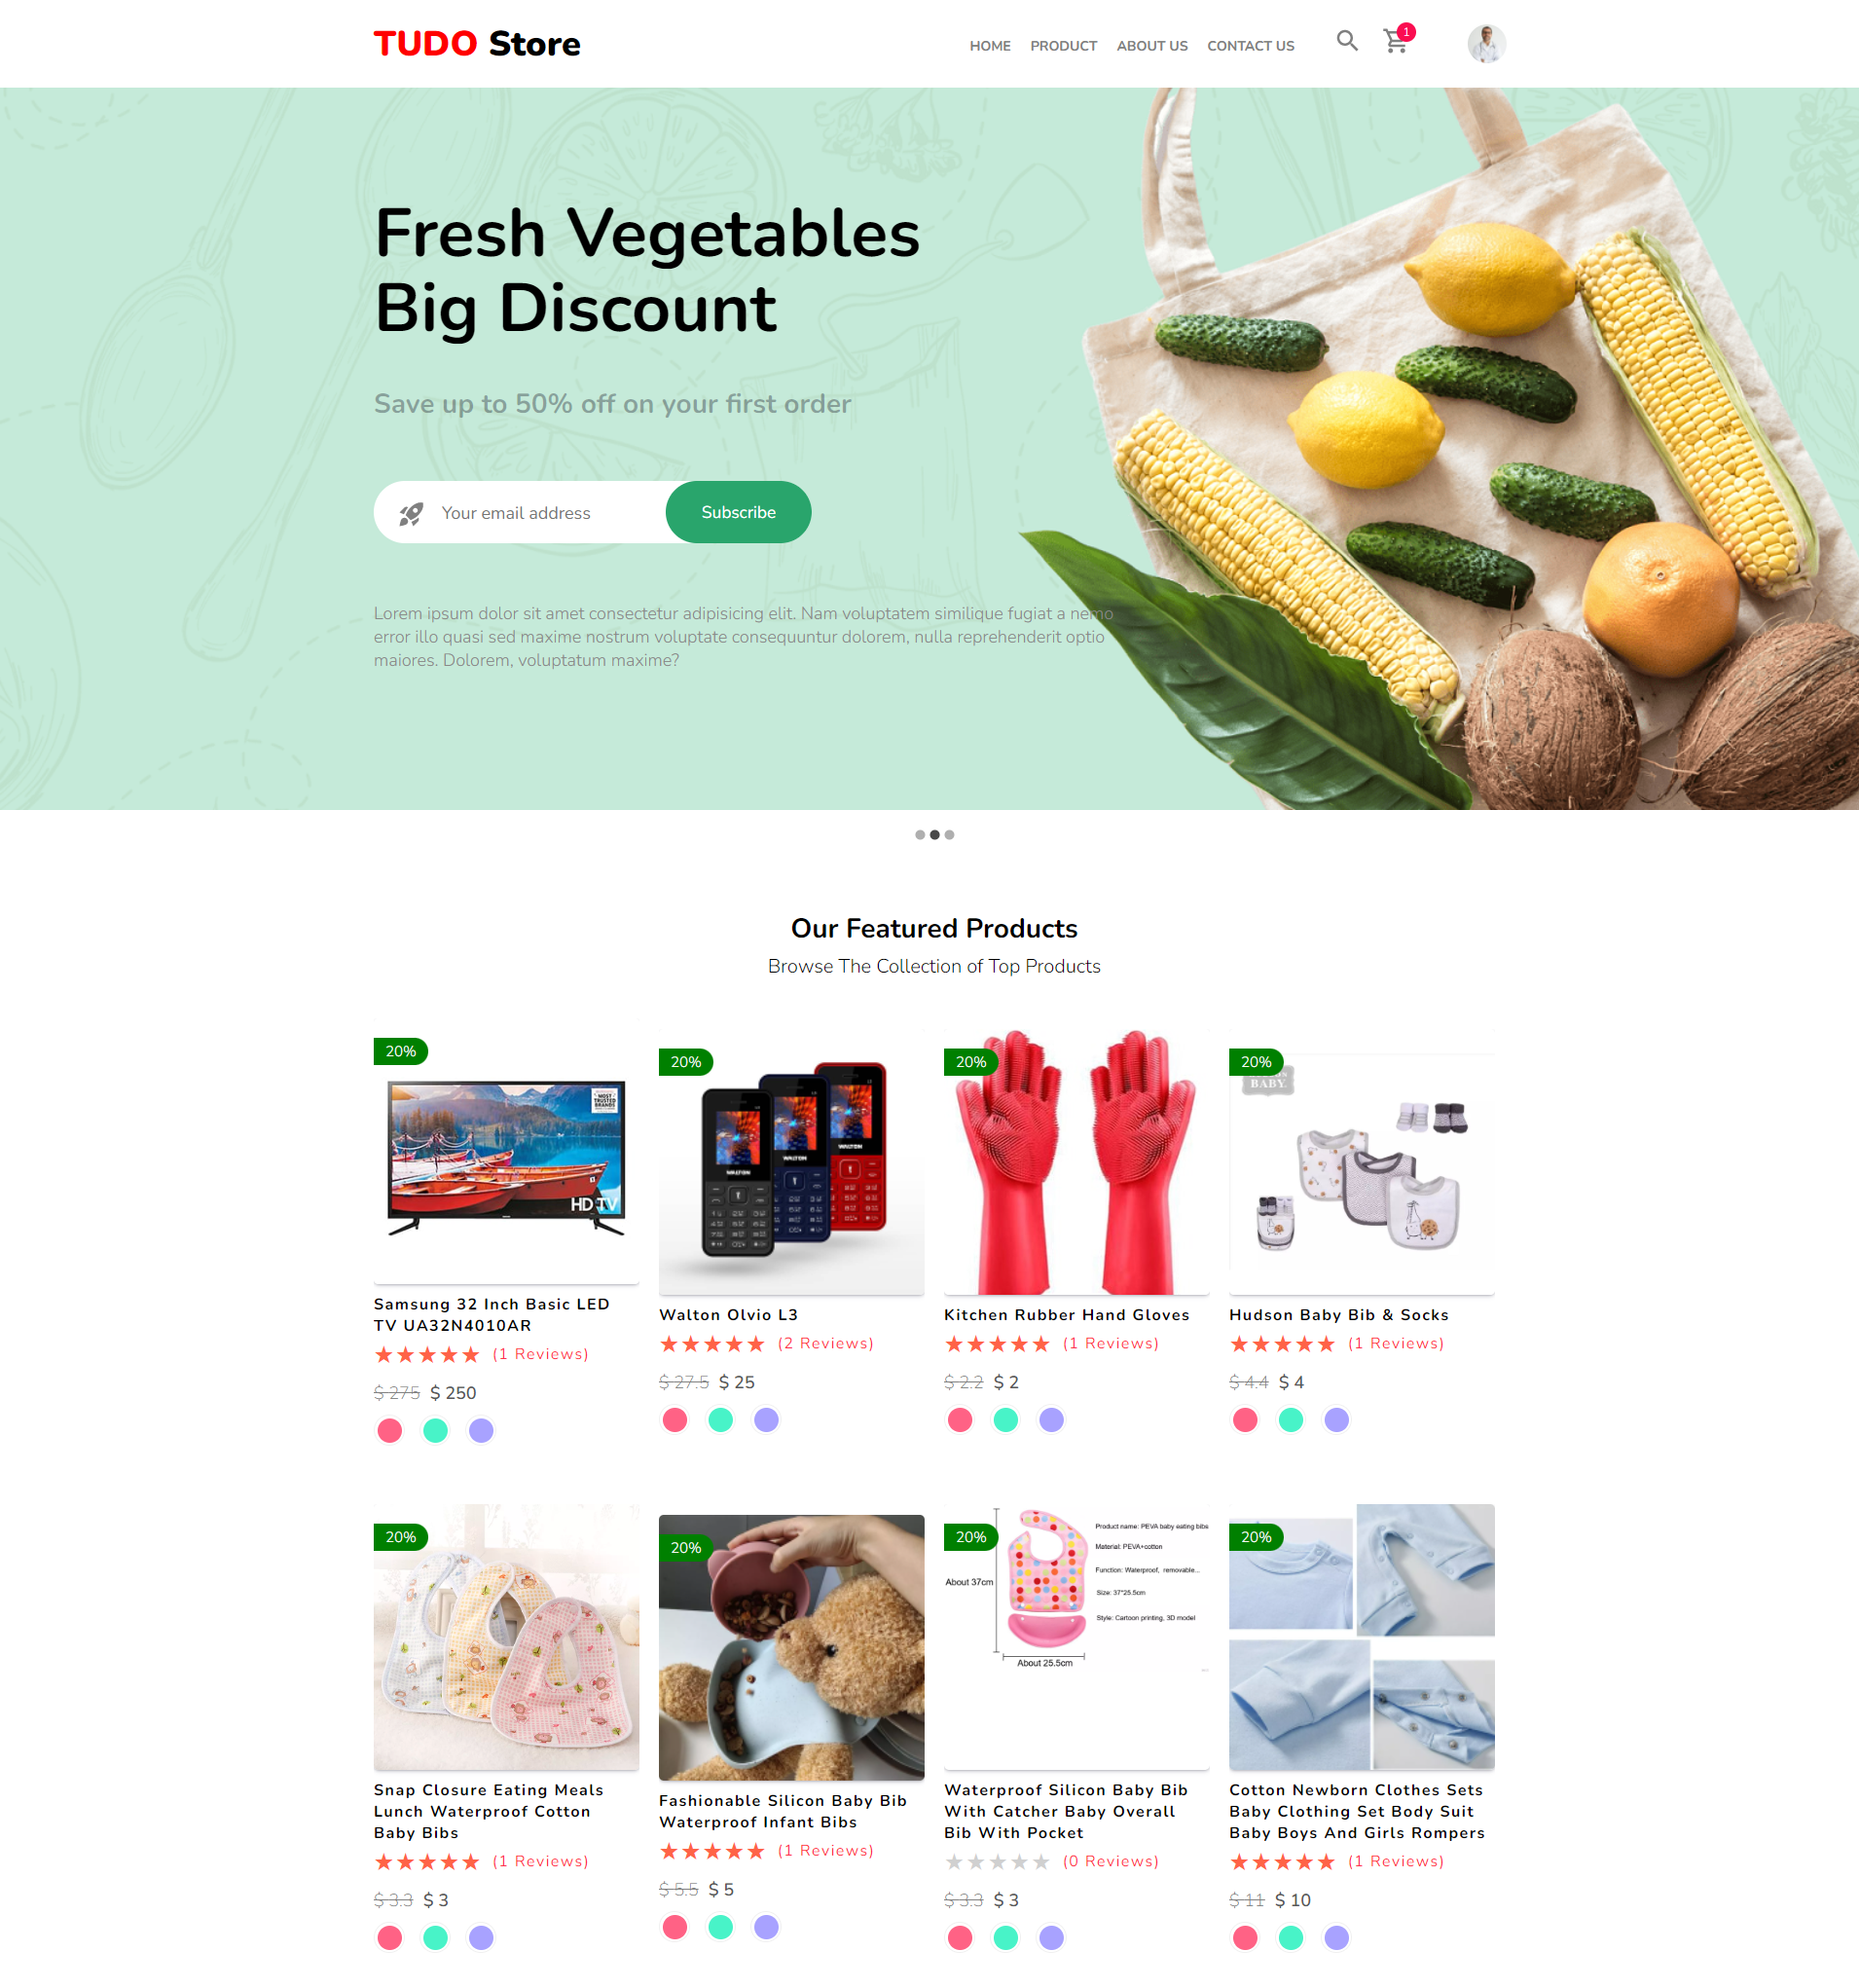 TUDO Store
HOME PRODUCT ABOUT US CONTACT US
1
Fresh Vegetables
Big Discount
Save up to 50% off on your first order
Your email address
Subscribe
Lorem ipsum dolor sit amet consectetur adipisicing elit. Nam voluptatem similique fugiat a nemo
error illo quasi sed maxime nostrum voluptate consequuntur dolorem, nulla reprehenderit optio
maiores. Dolorem, voluptatum maxime?
Our Featured Products
Browse The Collection of Top Products
20%
MOST
TRUSTED
BRANDS
HD TV
Samsung 32 Inch Basic LED
TV UA32N4010AR
(1 Reviews)
$ 275 $ 250
20%
WALTON
WALTON
WALTON
Walton Olvio L3
(2 Reviews)
$ 27.5 $ 25
20%
Kitchen Rubber Hand Gloves
(1 Reviews)
$ 2.2 $ 2
20%
BABY
Hudson Baby Bib & Socks
(1 Reviews)
$ 4.4 $ 4
20%
Snap Closure Eating Meals
Lunch Waterproof Cotton
Baby Bibs
(1 Reviews)
$ 3.3 $ 3
20%
Fashionable Silicon Baby Bib
Waterproof Infant Bibs
(1 Reviews)
$ 5.5 $ 5
20%
Product name: PEVA baby eating bibs
Material: PEVA+cotton
Function: Waterproof, removable...
Size: 37*25.5cm
Style: Cartoon printing, 3D model
About 37cm
About 25.5cm
Waterproof Silicon Baby Bib
With Catcher Baby Overall
Bib With Pocket
(0 Reviews)
$ 3.3 $ 3
20%
Cotton Newborn Clothes Sets
Baby Clothing Set Body Suit
Baby Boys And Girls Rompers
(1 Reviews)
$ 11 $ 10